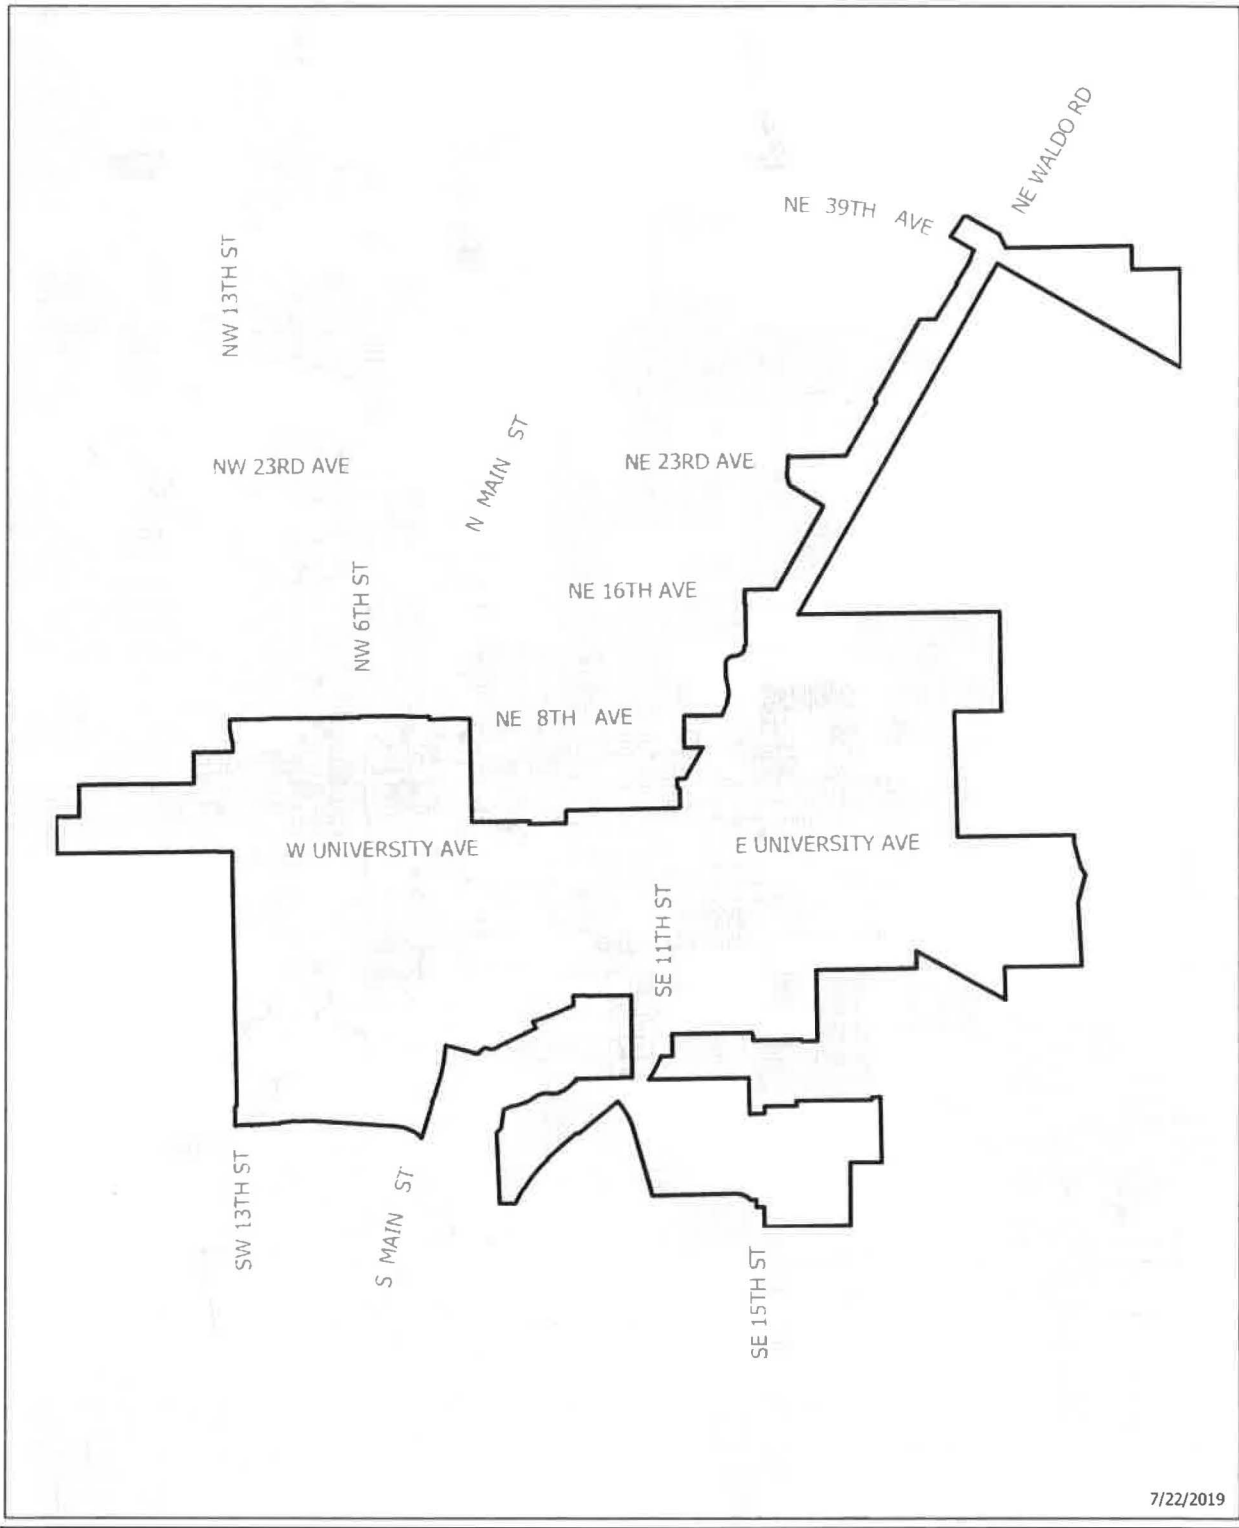 NE WALDO RD
NE 39TH AVE
NW 13TH ST
N MAIN ST
NW 23RD AVE
NE 23RD AVE
NW 6TH ST
NE 16TH AVE
NE 8TH AVE
W UNIVERSITY AVE
E UNIVERSITY AVE
SE 11TH ST
SW 13TH ST
S MAIN ST
SE 15TH ST
7/22/2019